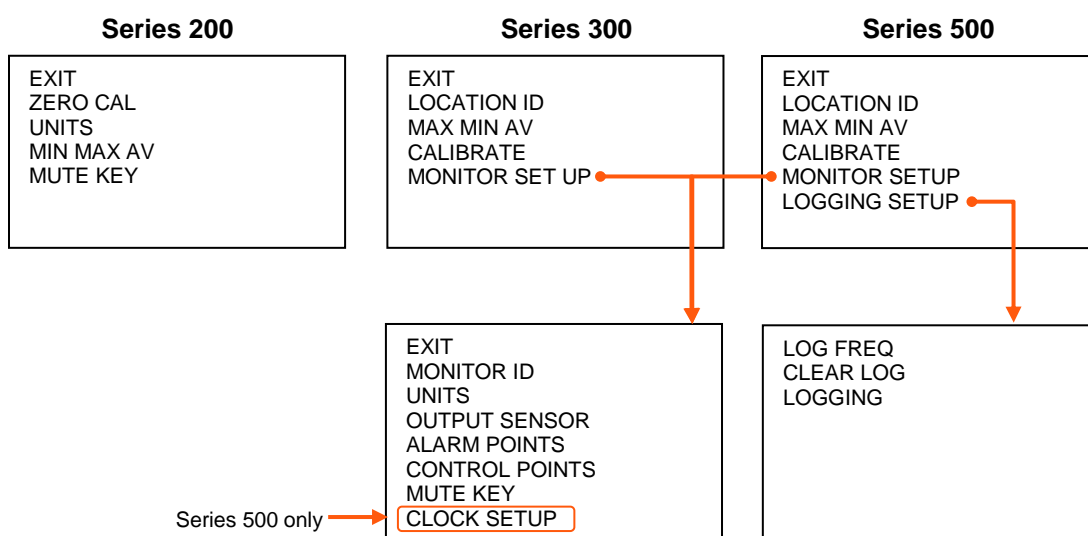 Series 200
EXIT
ZERO CAL
UNITS
MIN MAX AV
MUTE KEY
Series 300
EXIT
LOCATION ID
MAX MIN AV
CALIBRATE
MONITOR SET UP
Series 500
EXIT
LOCATION ID
MAX MIN AV
CALIBRATE
MONITOR SETUP
LOGGING SETUP
EXIT
MONITOR ID
UNITS
OUTPUT SENSOR
ALARM POINTS
CONTROL POINTS
MUTE KEY
CLOCK SETUP
Series 500 only
LOG FREQ
CLEAR LOG
LOGGING